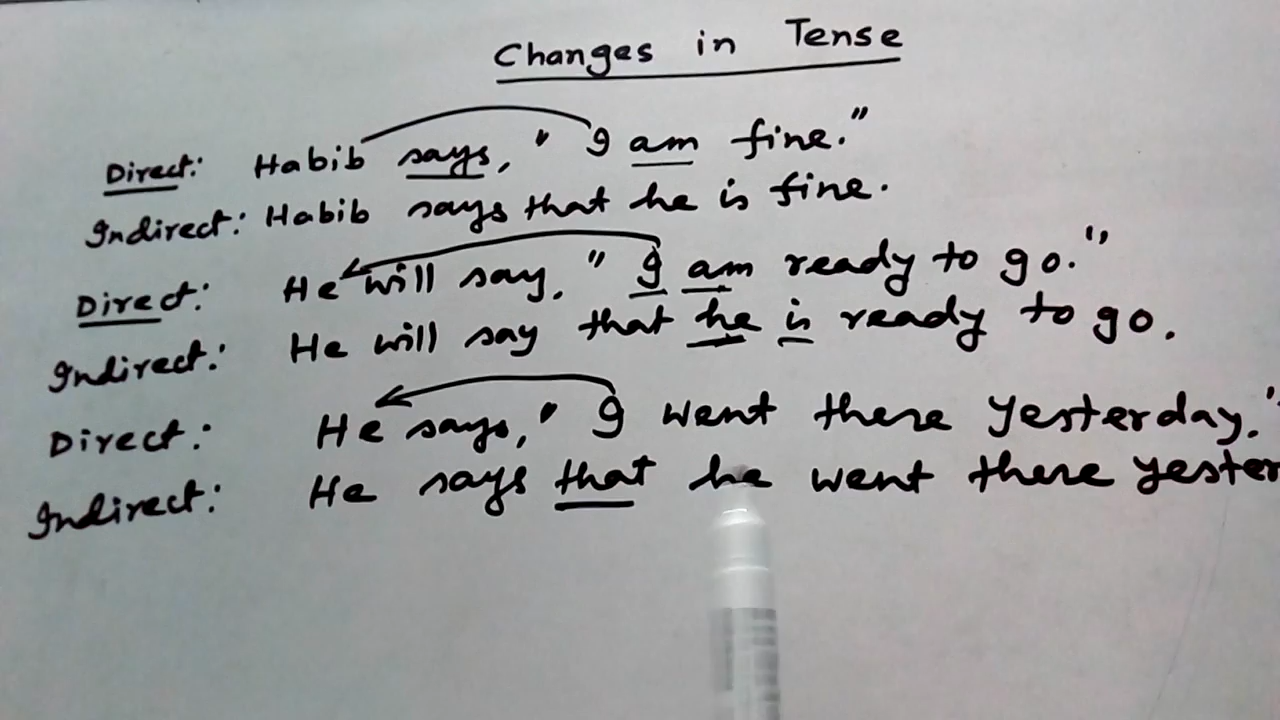 Changes in Tense
Direct: Habib says, " I am fine."
Indirect: Habib says that he is fine.
Direct: He will say, " I am ready to go."
Indirect: He will say that he is ready to go.
Direct: He says, " I went there yesterday."
Indirect: He says that he went there yester